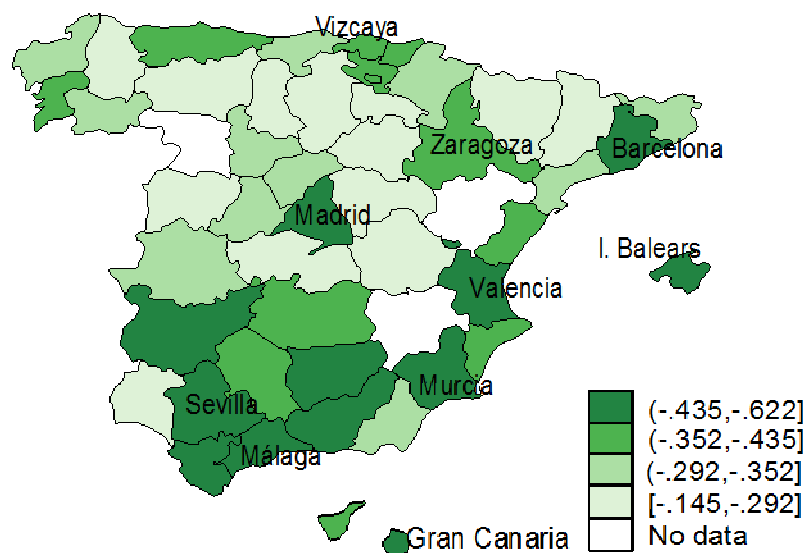 Vizcaya
Zaragoza
Barcelona
Madrid
I. Balears
Valencia
Murcia
Sevilla
Málaga
Gran Canaria
(-.435,-.622]
(-.352,-.435]
(-.292,-.352]
[-.145,-.292]
No data